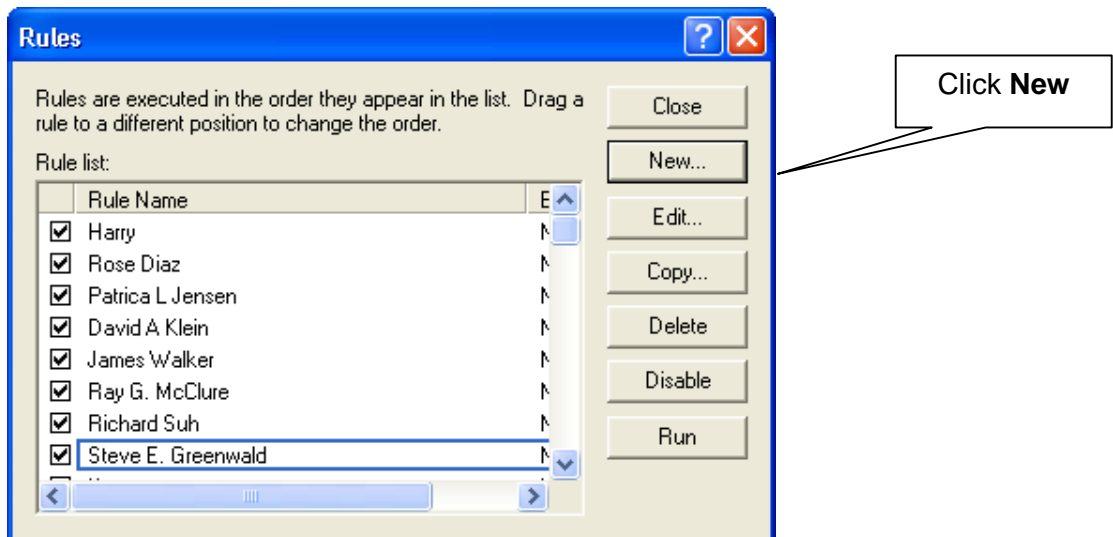 Rules
Click New
Rules are executed in the order they appear in the list. Drag a
rule to a different position to change the order.
Close
Rule list:
New...
Rule Name
E
Edit...
Harry
Rose Diaz
Copy...
Patrica L Jensen
David A Klein
Delete
James Walker
Disable
Ray G. McClure
Richard Suh
Run
Steve E. Greenwald